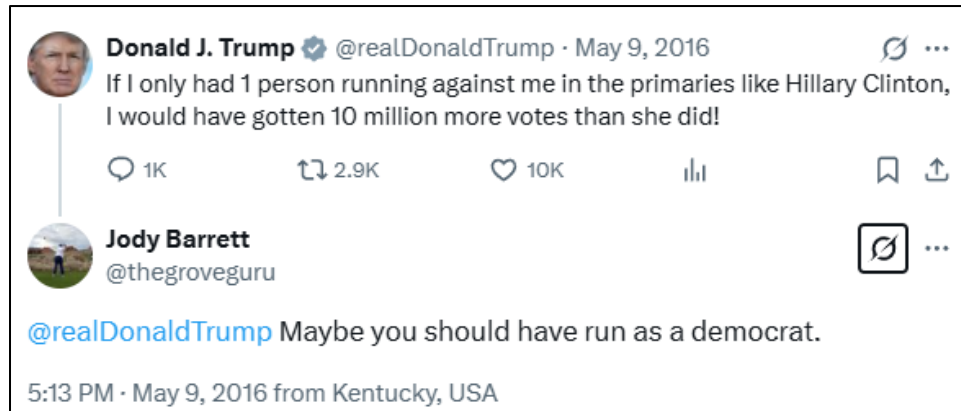 Donald J. Trump @realDonaldTrump · May 9, 2016
If I only had 1 person running against me in the primaries like Hillary Clinton,
I would have gotten 10 million more votes than she did!
1K 2.9K 10K
Jody Barrett
@thegroveguru
@realDonaldTrump Maybe you should have run as a democrat.
5:13 PM · May 9, 2016 from Kentucky, USA